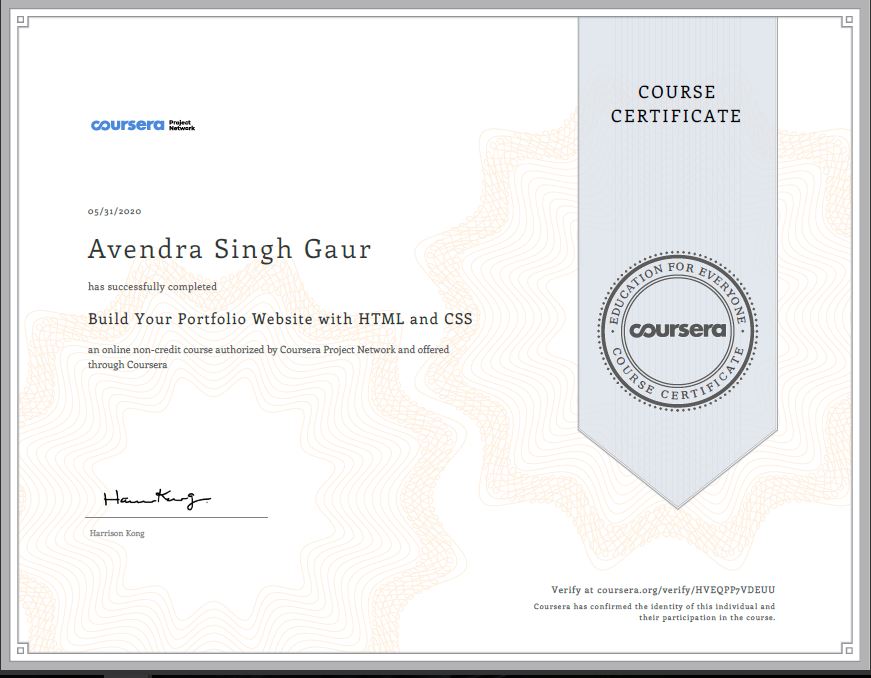 coursera Project Network
05/31/2020
Avendra Singh Gaur
has successfully completed
Build Your Portfolio Website with HTML and CSS
an online non-credit course authorized by Coursera Project Network and offered
through Coursera
Harrison Kong
Harrison Kong
COURSE
CERTIFICATE
EDUCATION FOR EVERYONE
coursera
COURSE CERTIFICATE
Verify at coursera.org/verify/HVEQPP7VDEUU
Coursera has confirmed the identity of this individual and
their participation in the course.